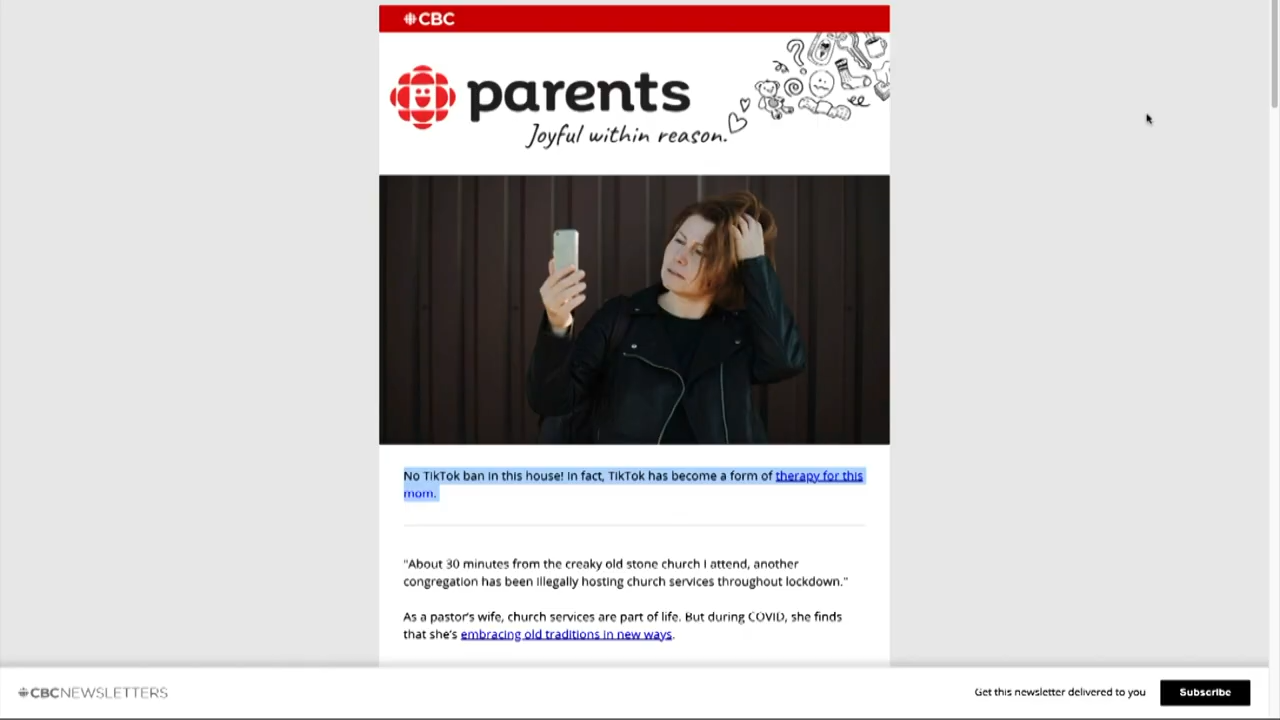 CBC
parents
Joyful within reason.
No TikTok ban in this house! In fact, TikTok has become a form of therapy for this
mom.
"About 30 minutes from the creaky old stone church I attend, another
congregation has been illegally hosting church services throughout lockdown."
As a pastor's wife, church services are part of life. But during COVID, she finds
that she's embracing old traditions in new ways.
CBCNEWSLETTERS
Get this newsletter delivered to you
Subscribe